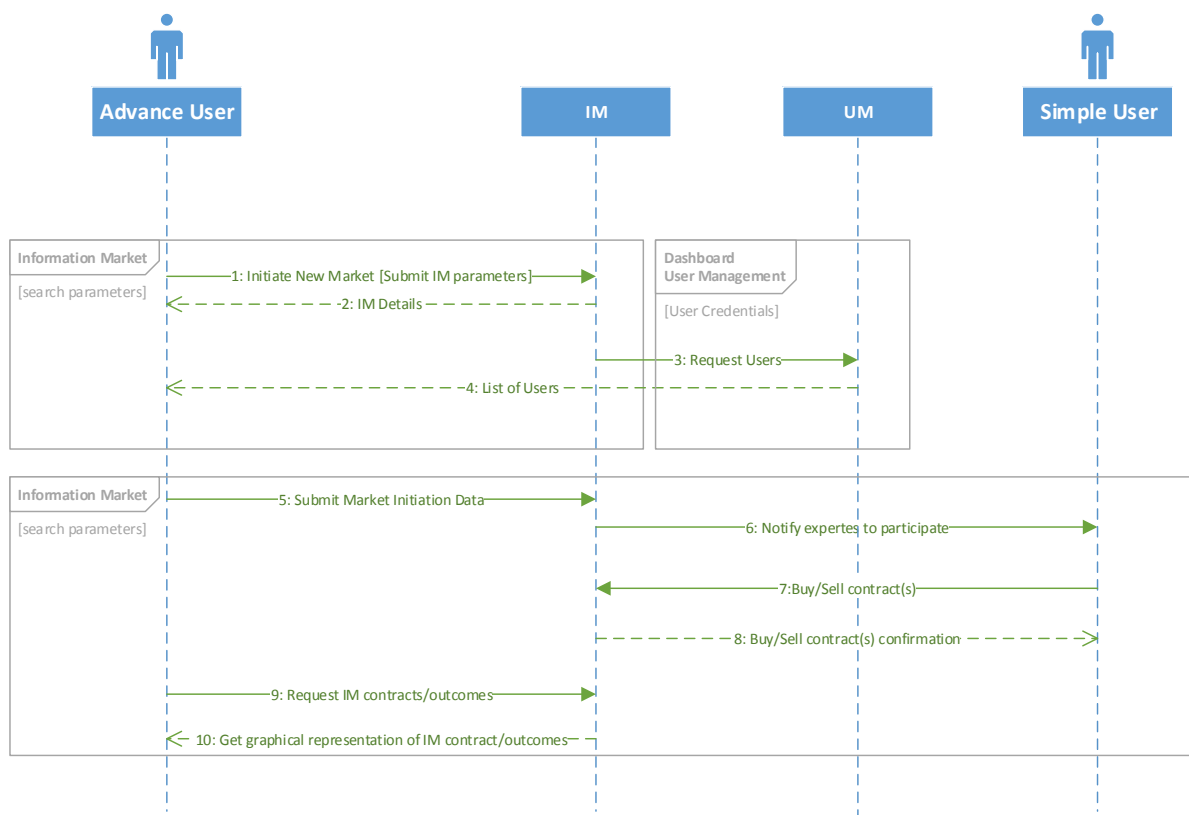 Advance User
IM
UM
Simple User
Information Market
[search parameters]
Dashboard
User Management
[User Credentials]
1: Initiate New Market [Submit IM parameters]
2: IM Details
3: Request Users
4: List of Users
Information Market
[search parameters]
5: Submit Market Initiation Data
6: Notify expertes to participate
7:Buy/Sell contract(s)
8: Buy/Sell contract(s) confirmation
9: Request IM contracts/outcomes
10: Get graphical representation of IM contract/outcomes